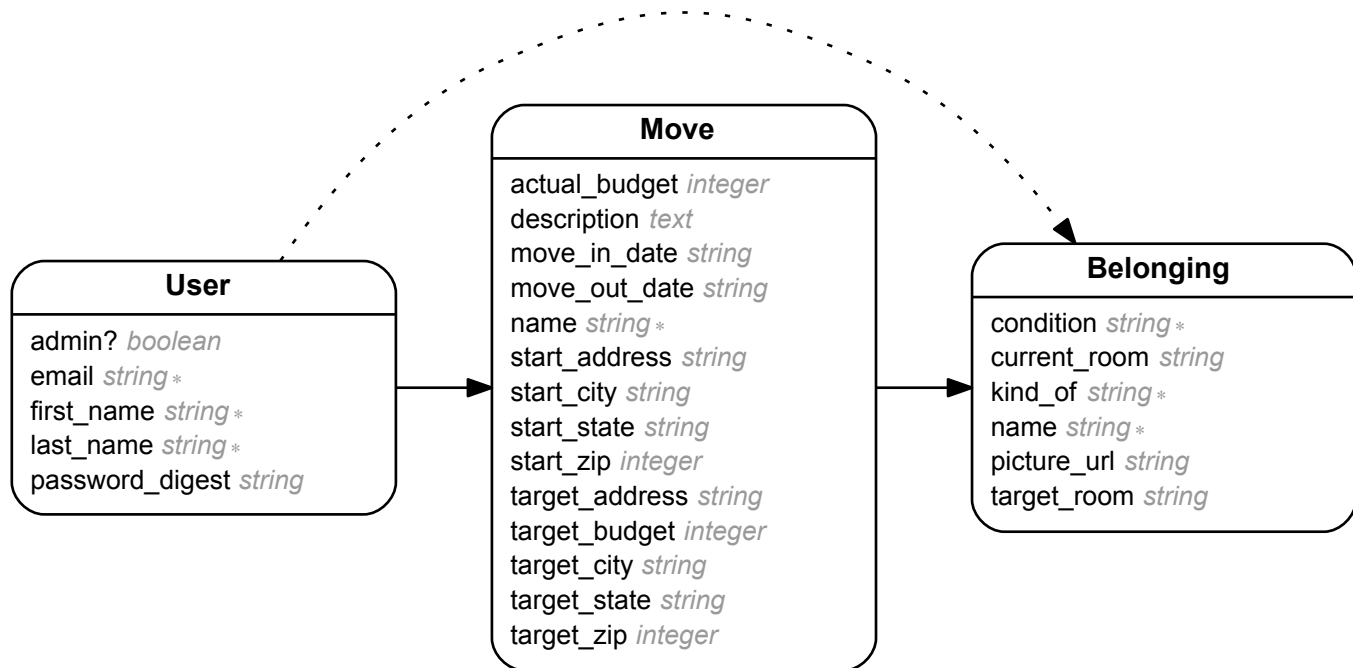 User
admin? boolean
email string*
first_name string*
last_name string*
password_digest string
Move
actual_budget integer
description text
move_in_date string
move_out_date string
name string*
start_address string
start_city string
start_state string
start_zip integer
target_address string
target_budget integer
target_city string
target_state string
target_zip integer
Belonging
condition string*
current_room string
kind_of string*
name string*
picture_url string
target_room string